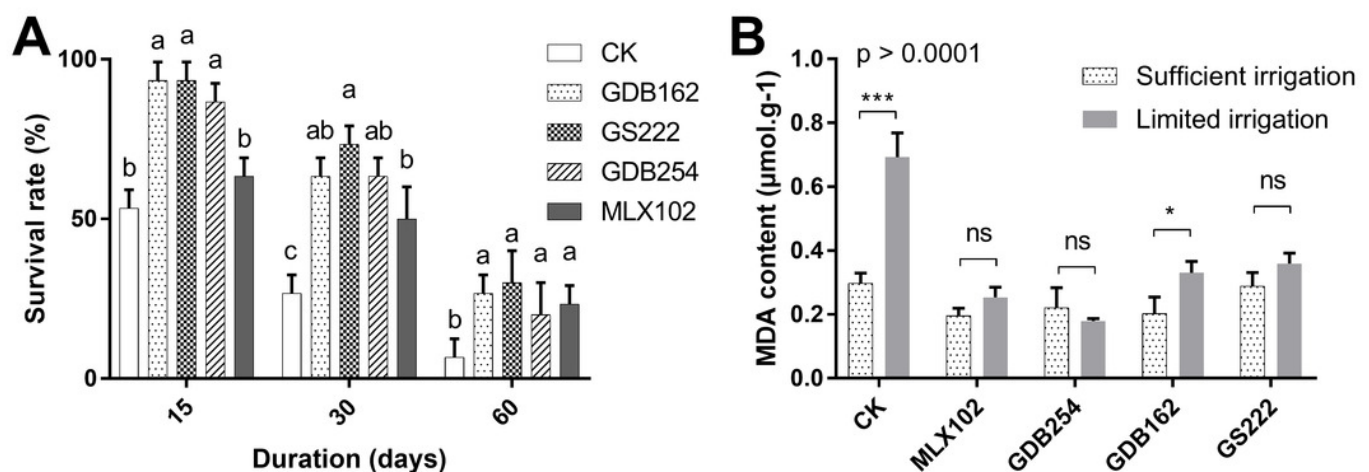 A
Survival rate (%)
100
50
0
b
a
a
a
b
c
ab
a
ab
b
b
a
a
a
a
15
30
60
Duration (days)
CK
GDB162
GS222
GDB254
MLX102
B
p > 0.0001
MDA content (μmol.g-1)
1.0
0.8
0.6
0.4
0.2
0.0
***
ns
ns
*
ns
Sufficient irrigation
Limited irrigation
CK
MLX102
GDB254
GDB162
GS222